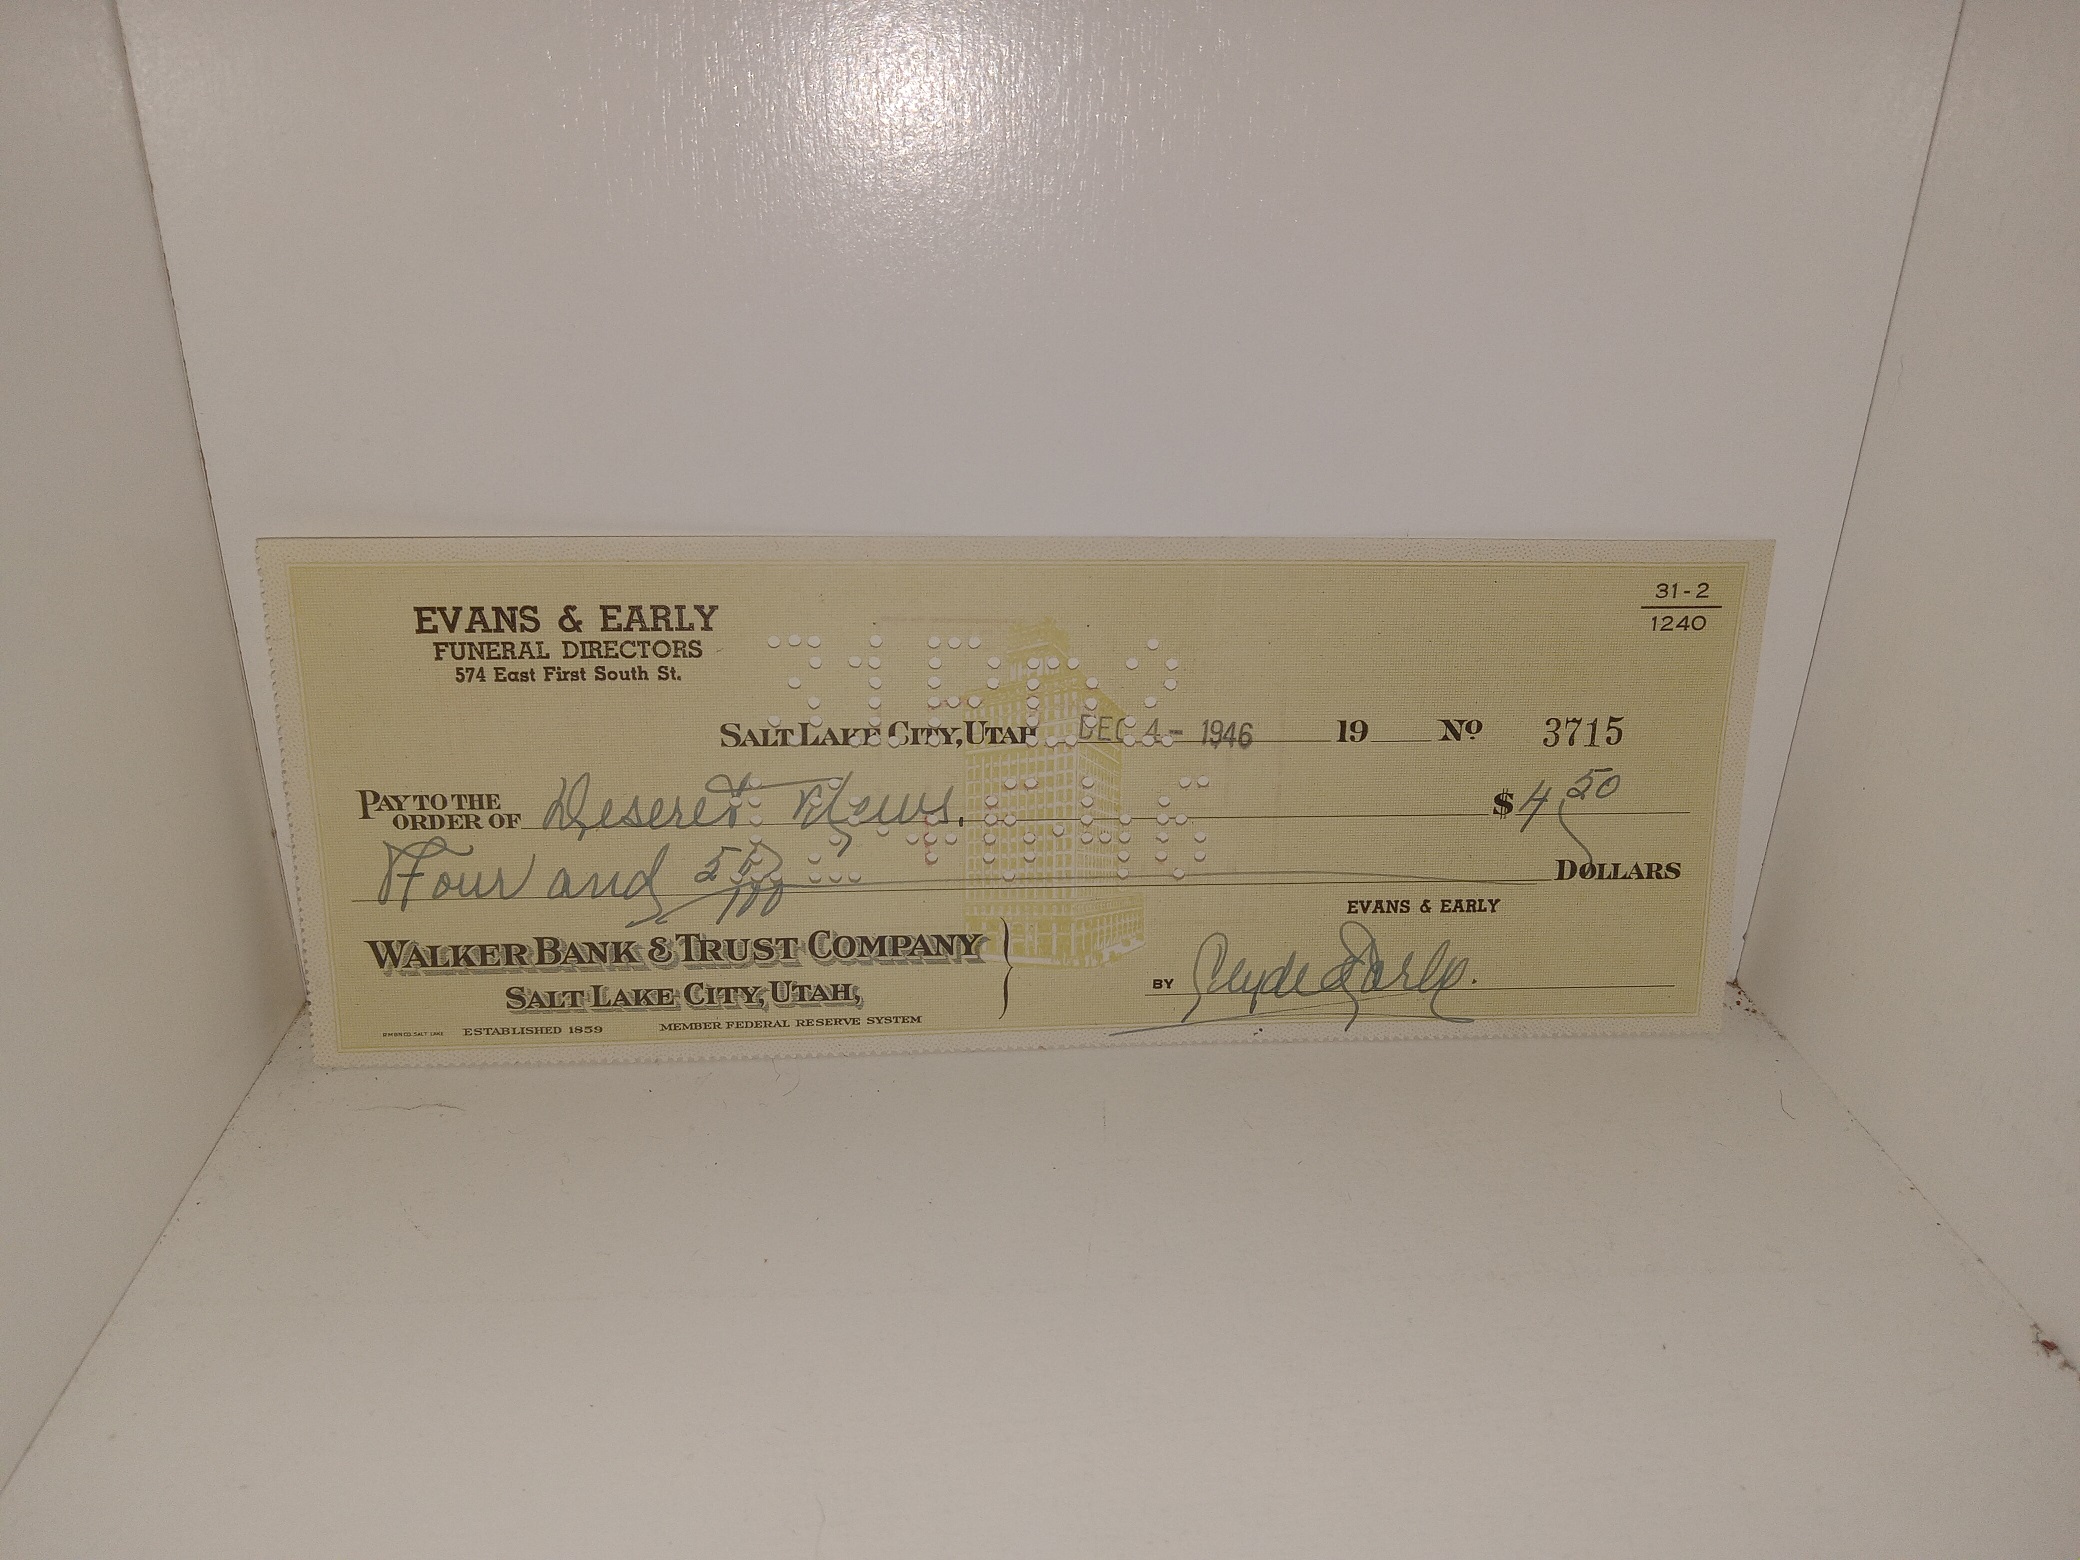 31-2
1240
EVANS & EARLY
FUNERAL DIRECTORS
574 East First South St.
SALT LAKE CITY, UTAH DEC 4 - 1946 19 No 3715
PAY TO THE
ORDER OF Deseret News. $4 50
Four and 50/100 DOLLARS
EVANS & EARLY
WALKER BANK & TRUST COMPANY
SALT LAKE CITY, UTAH,
BY Clyde Early.
ESTABLISHED 1859 MEMBER FEDERAL RESERVE SYSTEM